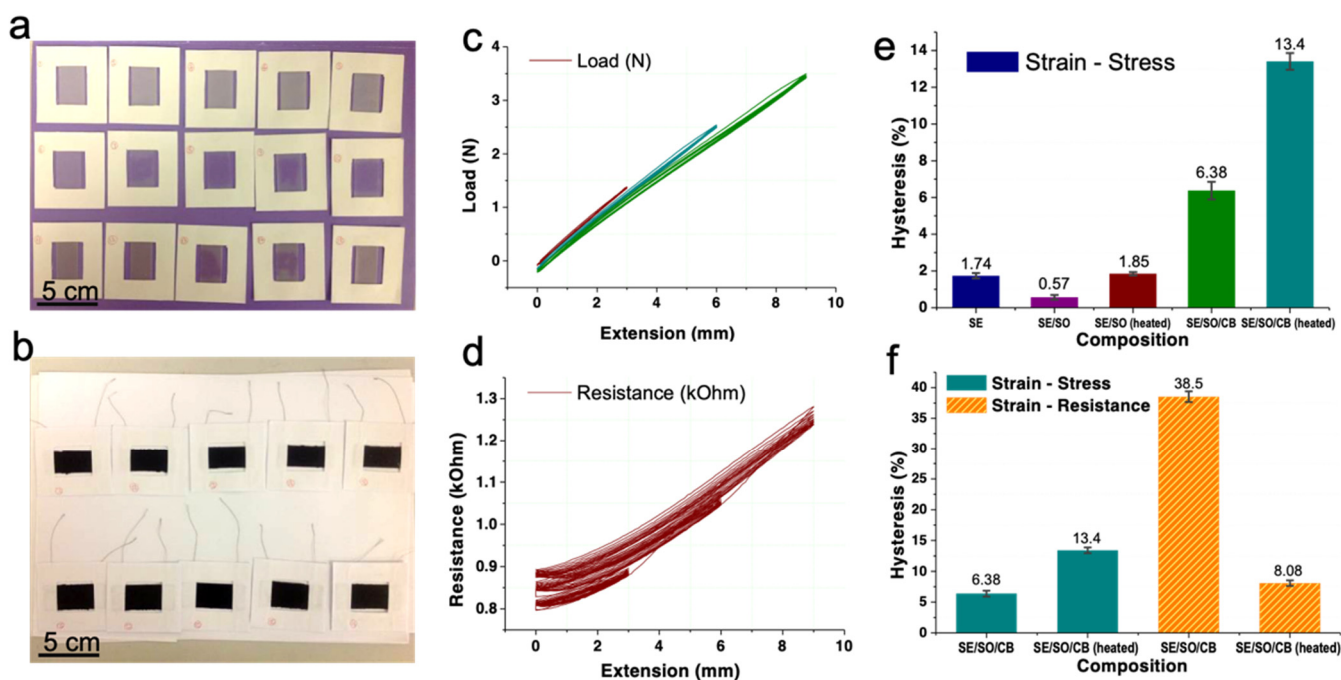 a
5 cm
b
5 cm
c
Load (N)
4
3
2
1
0
Load (N)
0 2 4 6 8 10
Extension (mm)
d
Resistance (kOhm)
1.3
1.2
1.1
1.0
0.9
0.8
Resistance (kOhm)
0 2 4 6 8 10
Extension (mm)
e
Strain - Stress
14
12
10
8
6
4
2
0
Hysteresis (%)
1.74
0.57
1.85
6.38
13.4
SE SE/SO SE/SO (heated) SE/SO/CB SE/SO/CB (heated)
Composition
f
Strain - Stress
Strain - Resistance
40
35
30
25
20
15
10
5
0
Hysteresis (%)
6.38
13.4
38.5
8.08
SE/SO/CB SE/SO/CB (heated) SE/SO/CB SE/SO/CB (heated)
Composition